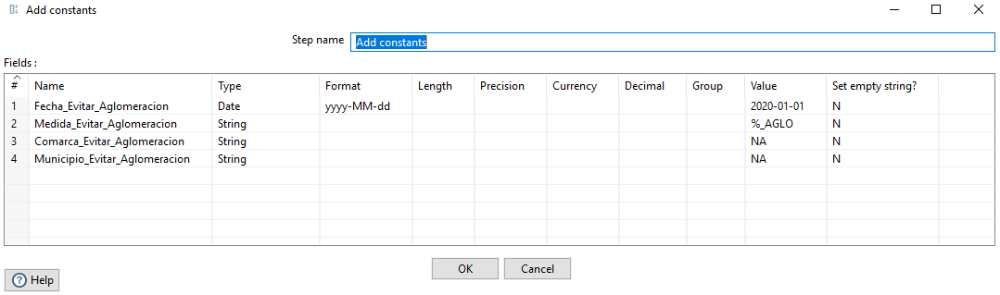 Add constants
Step name Add constants
Fields :
# Name Type Format Length Precision Currency Decimal Group Value Set empty string?
1 Fecha_Evitar_Aglomeracion Date yyyy-MM-dd 2020-01-01 N
2 Medida_Evitar_Aglomeracion String %_AGLO N
3 Comarca_Evitar_Aglomeracion String NA N
4 Municipio_Evitar_Aglomeracion String NA N
OK Cancel
? Help